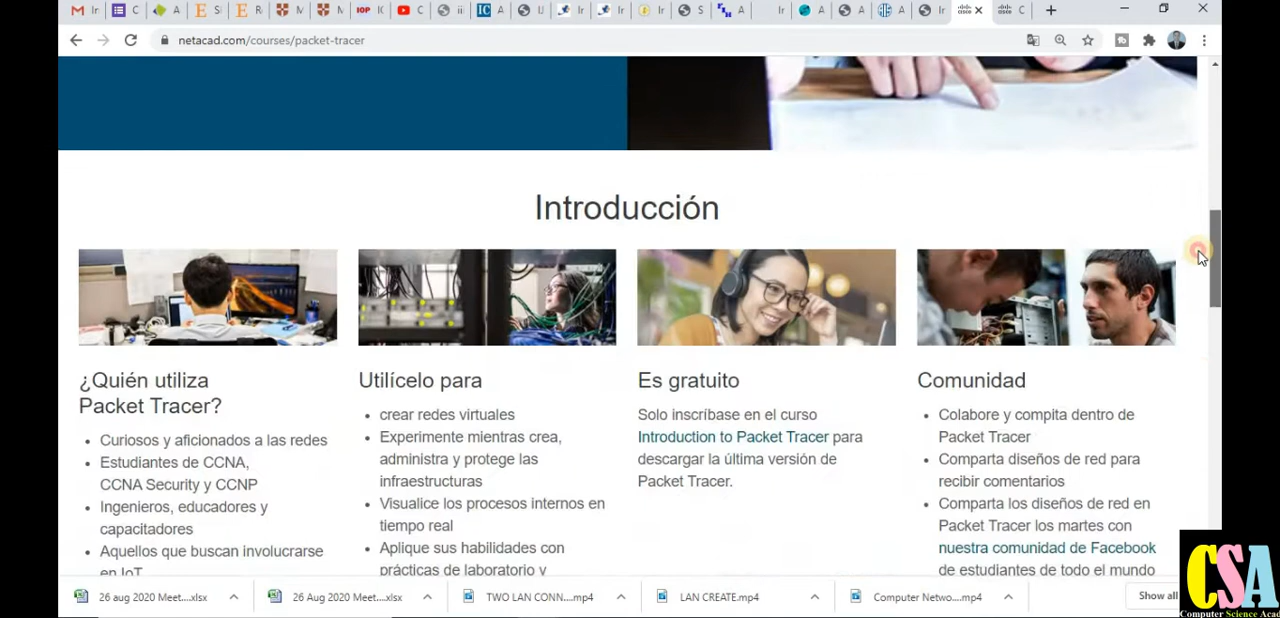 netacad.com/courses/packet-tracer
Introducción
¿Quién utiliza
Packet Tracer?
Curiosos y aficionados a las redes
Estudiantes de CCNA,
CCNA Security y CCNP
Ingenieros, educadores y
capacitadores
Aquellos que buscan involucrarse
en IoT
Utilícelo para
crear redes virtuales
Experimente mientras crea,
administra y protege las
infraestructuras
Visualice los procesos internos en
tiempo real
Aplique sus habilidades con
prácticas de laboratorio y
Es gratuito
Solo inscríbase en el curso
Introduction to Packet Tracer para
descargar la última versión de
Packet Tracer.
Comunidad
Colabore y compita dentro de
Packet Tracer
Comparta diseños de red para
recibir comentarios
Comparta los diseños de red en
Packet Tracer los martes con
nuestra comunidad de Facebook
de estudiantes de todo el mundo
26 aug 2020 Meet....xlsx
26 Aug 2020 Meet....xlsx
TWO LAN CONN....mp4
LAN CREATE.mp4
Computer Netwo....mp4
Show all
CSA
Computer Science Acad